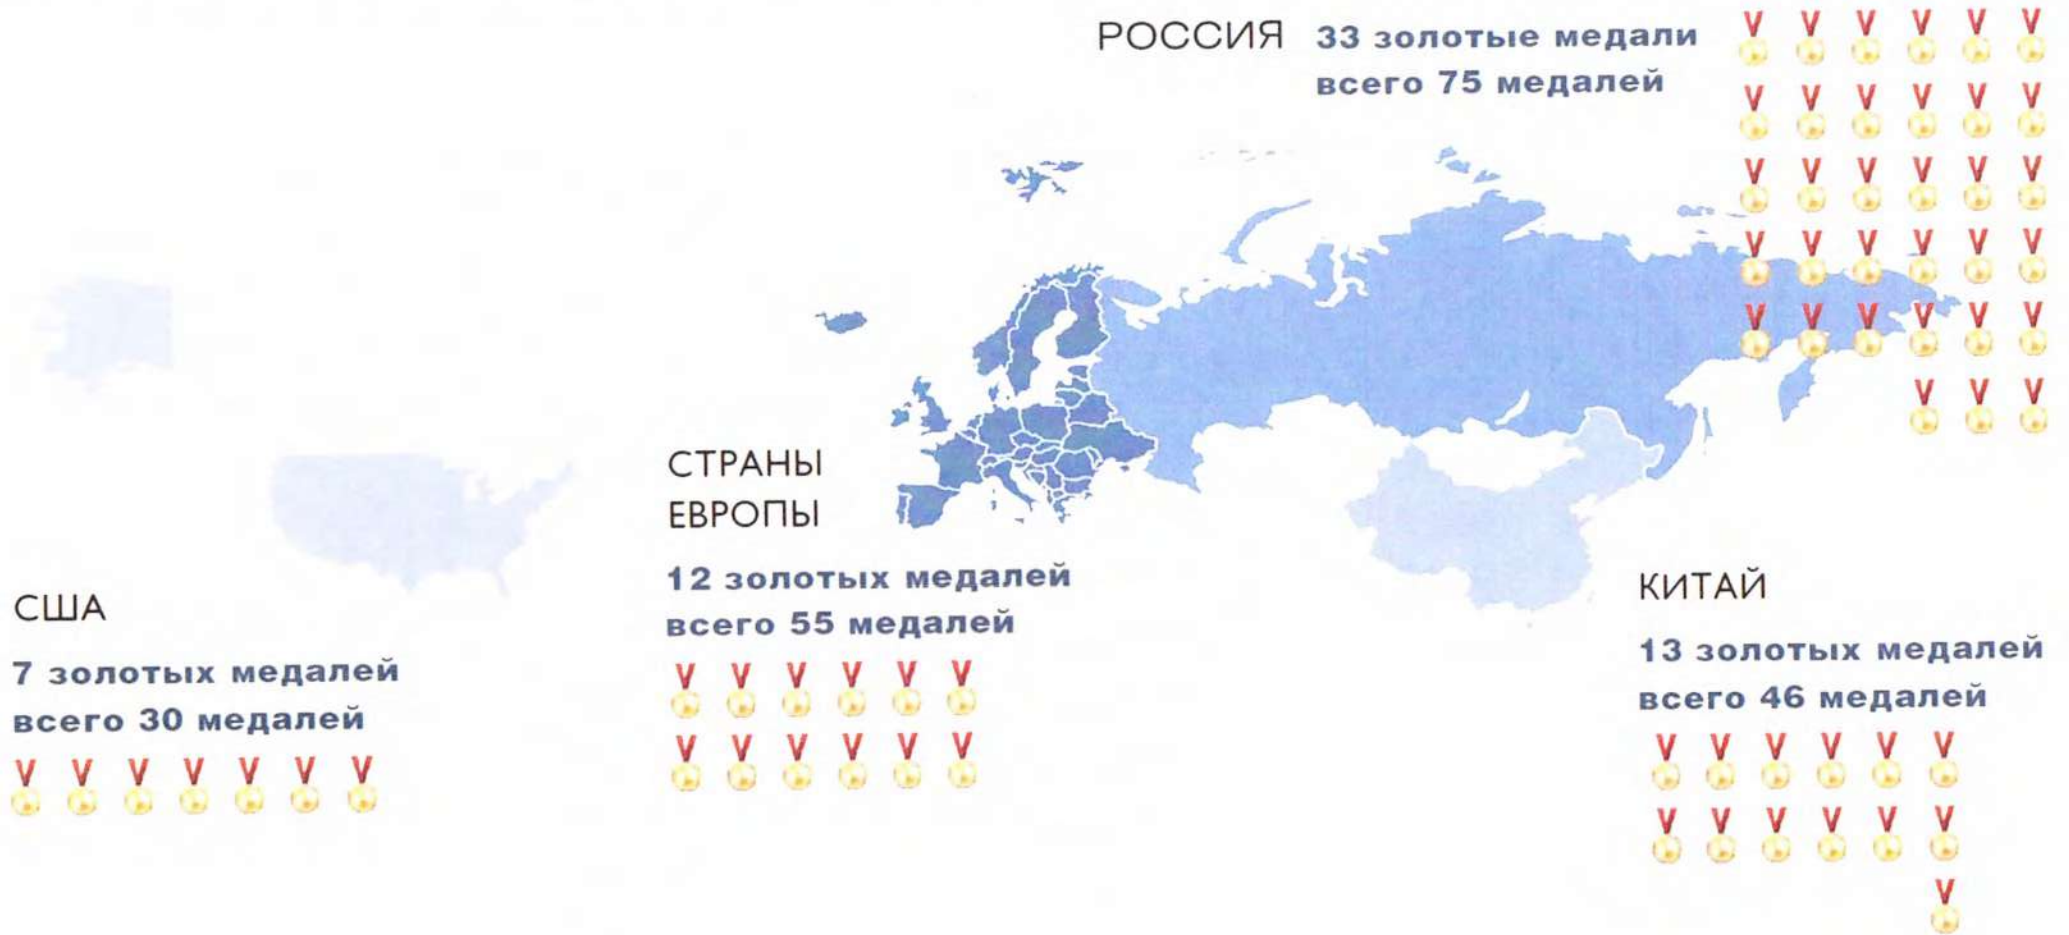 РОССИЯ 33 золотые медали
всего 75 медалей
СТРАНЫ
ЕВРОПЫ
12 золотых медалей
всего 55 медалей
США
7 золотых медалей
всего 30 медалей
КИТАЙ
13 золотых медалей
всего 46 медалей